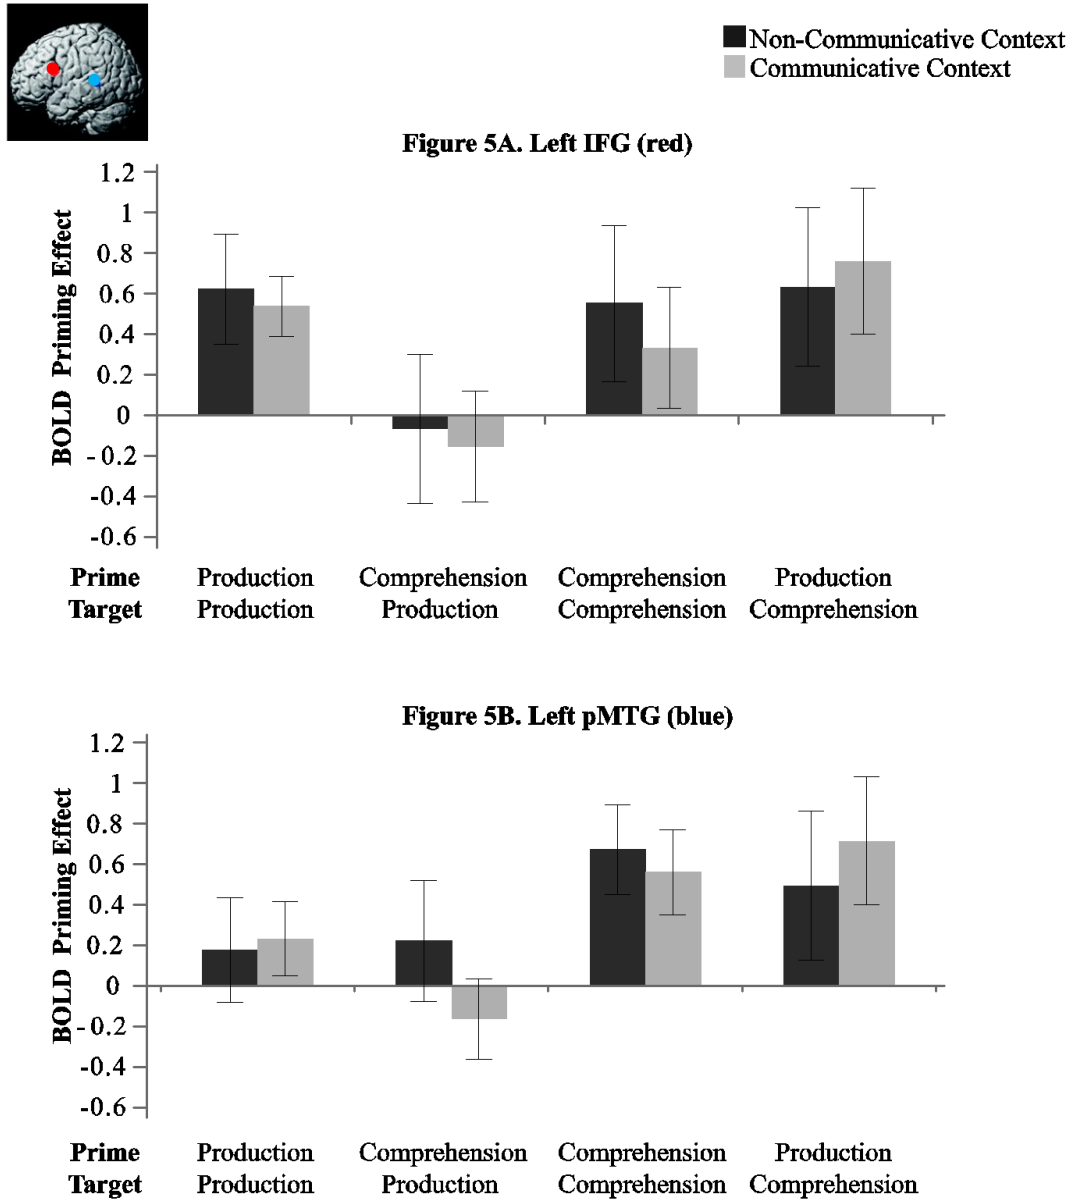 Non-Communicative Context
Communicative Context
Figure 5A. Left IFG (red)
BOLD Priming Effect
1.2
1
0.8
0.6
0.4
0.2
0
- 0.2
-0.4
-0.6
Prime Production Comprehension Comprehension Production
Target Production Production Comprehension Comprehension
Figure 5B. Left pMTG (blue)
BOLD Priming Effect
1.2
1
0.8
0.6
0.4
0.2
0
- 0.2
-0.4
-0.6
Prime Production Comprehension Comprehension Production
Target Production Production Comprehension Comprehension